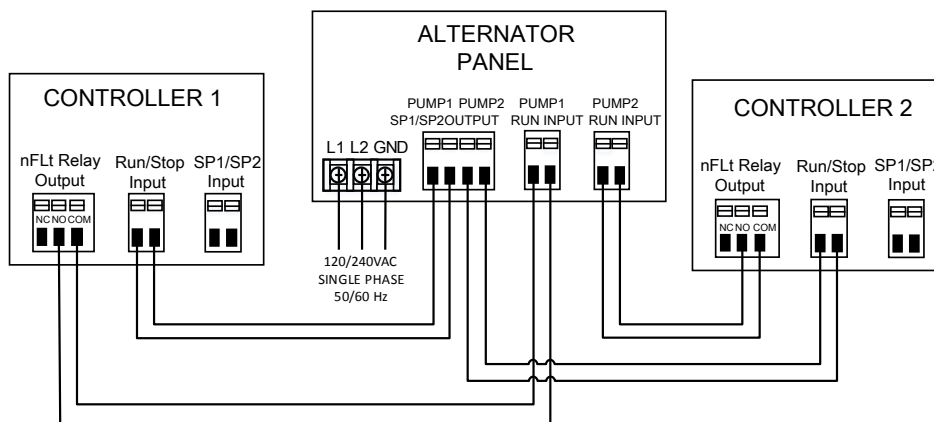 ALTERNATOR
PANEL
CONTROLLER 1
CONTROLLER 2
PUMP1 PUMP2
SP1/SP2OUTPUT
PUMP1
RUN INPUT
PUMP2
RUN INPUT
L1 L2 GND
nFLt Relay
Output
Run/Stop
Input
SP1/SP2
Input
NC NO COM
120/240VAC
SINGLE PHASE
50/60 Hz
nFLt Relay
Output
Run/Stop
Input
SP1/SP2
Input
NC NO COM